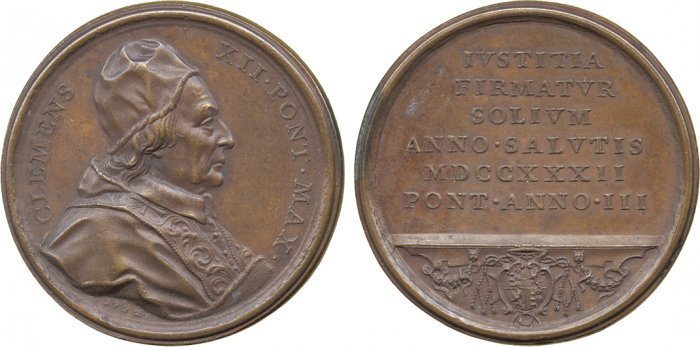 CLEMENS XII · PONT · MAX ·
IVSTITIA
FIRMATVR
SOLIVM
ANNO · SALVTIS
MDCCXXXII
PONT · ANNO · III